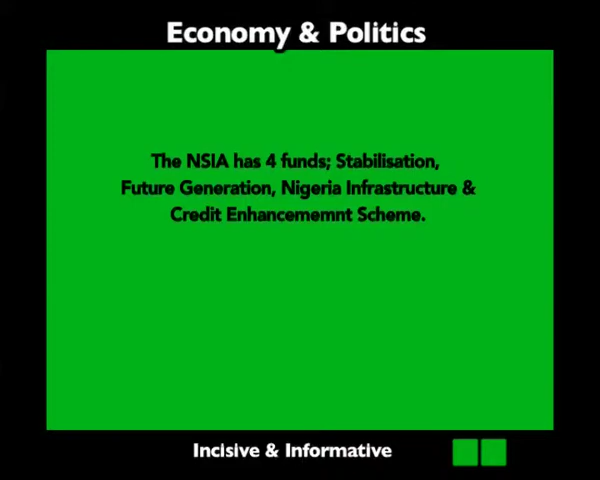 Economy & Politics
The NSIA has 4 funds; Stabilisation,
Future Generation, Nigeria Infrastructure &
Credit Enhancememnt Scheme.
Incisive & Informative